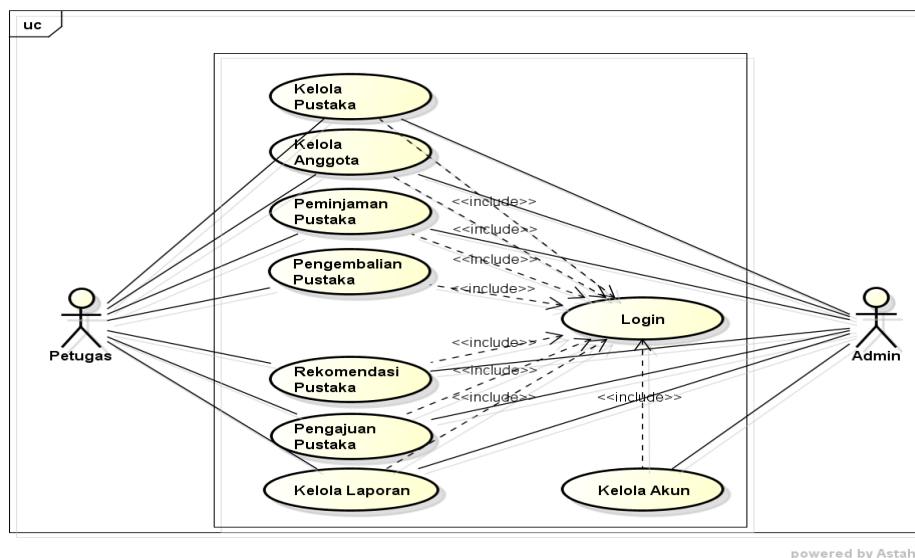 uc
Kelola
Pustaka
Kelola
Anggota
Peminjaman
Pustaka
Pengembalian
Pustaka
<<include>>
<<include>>
<<include>>
<<include>>
Login
Petugas
Admin
Rekomendasi
Pustaka
Pengajuan
Pustaka
Kelola Laporan
<<include>>
<<include>>
<<include>>
<<include>>
Kelola Akun
powered by Astah